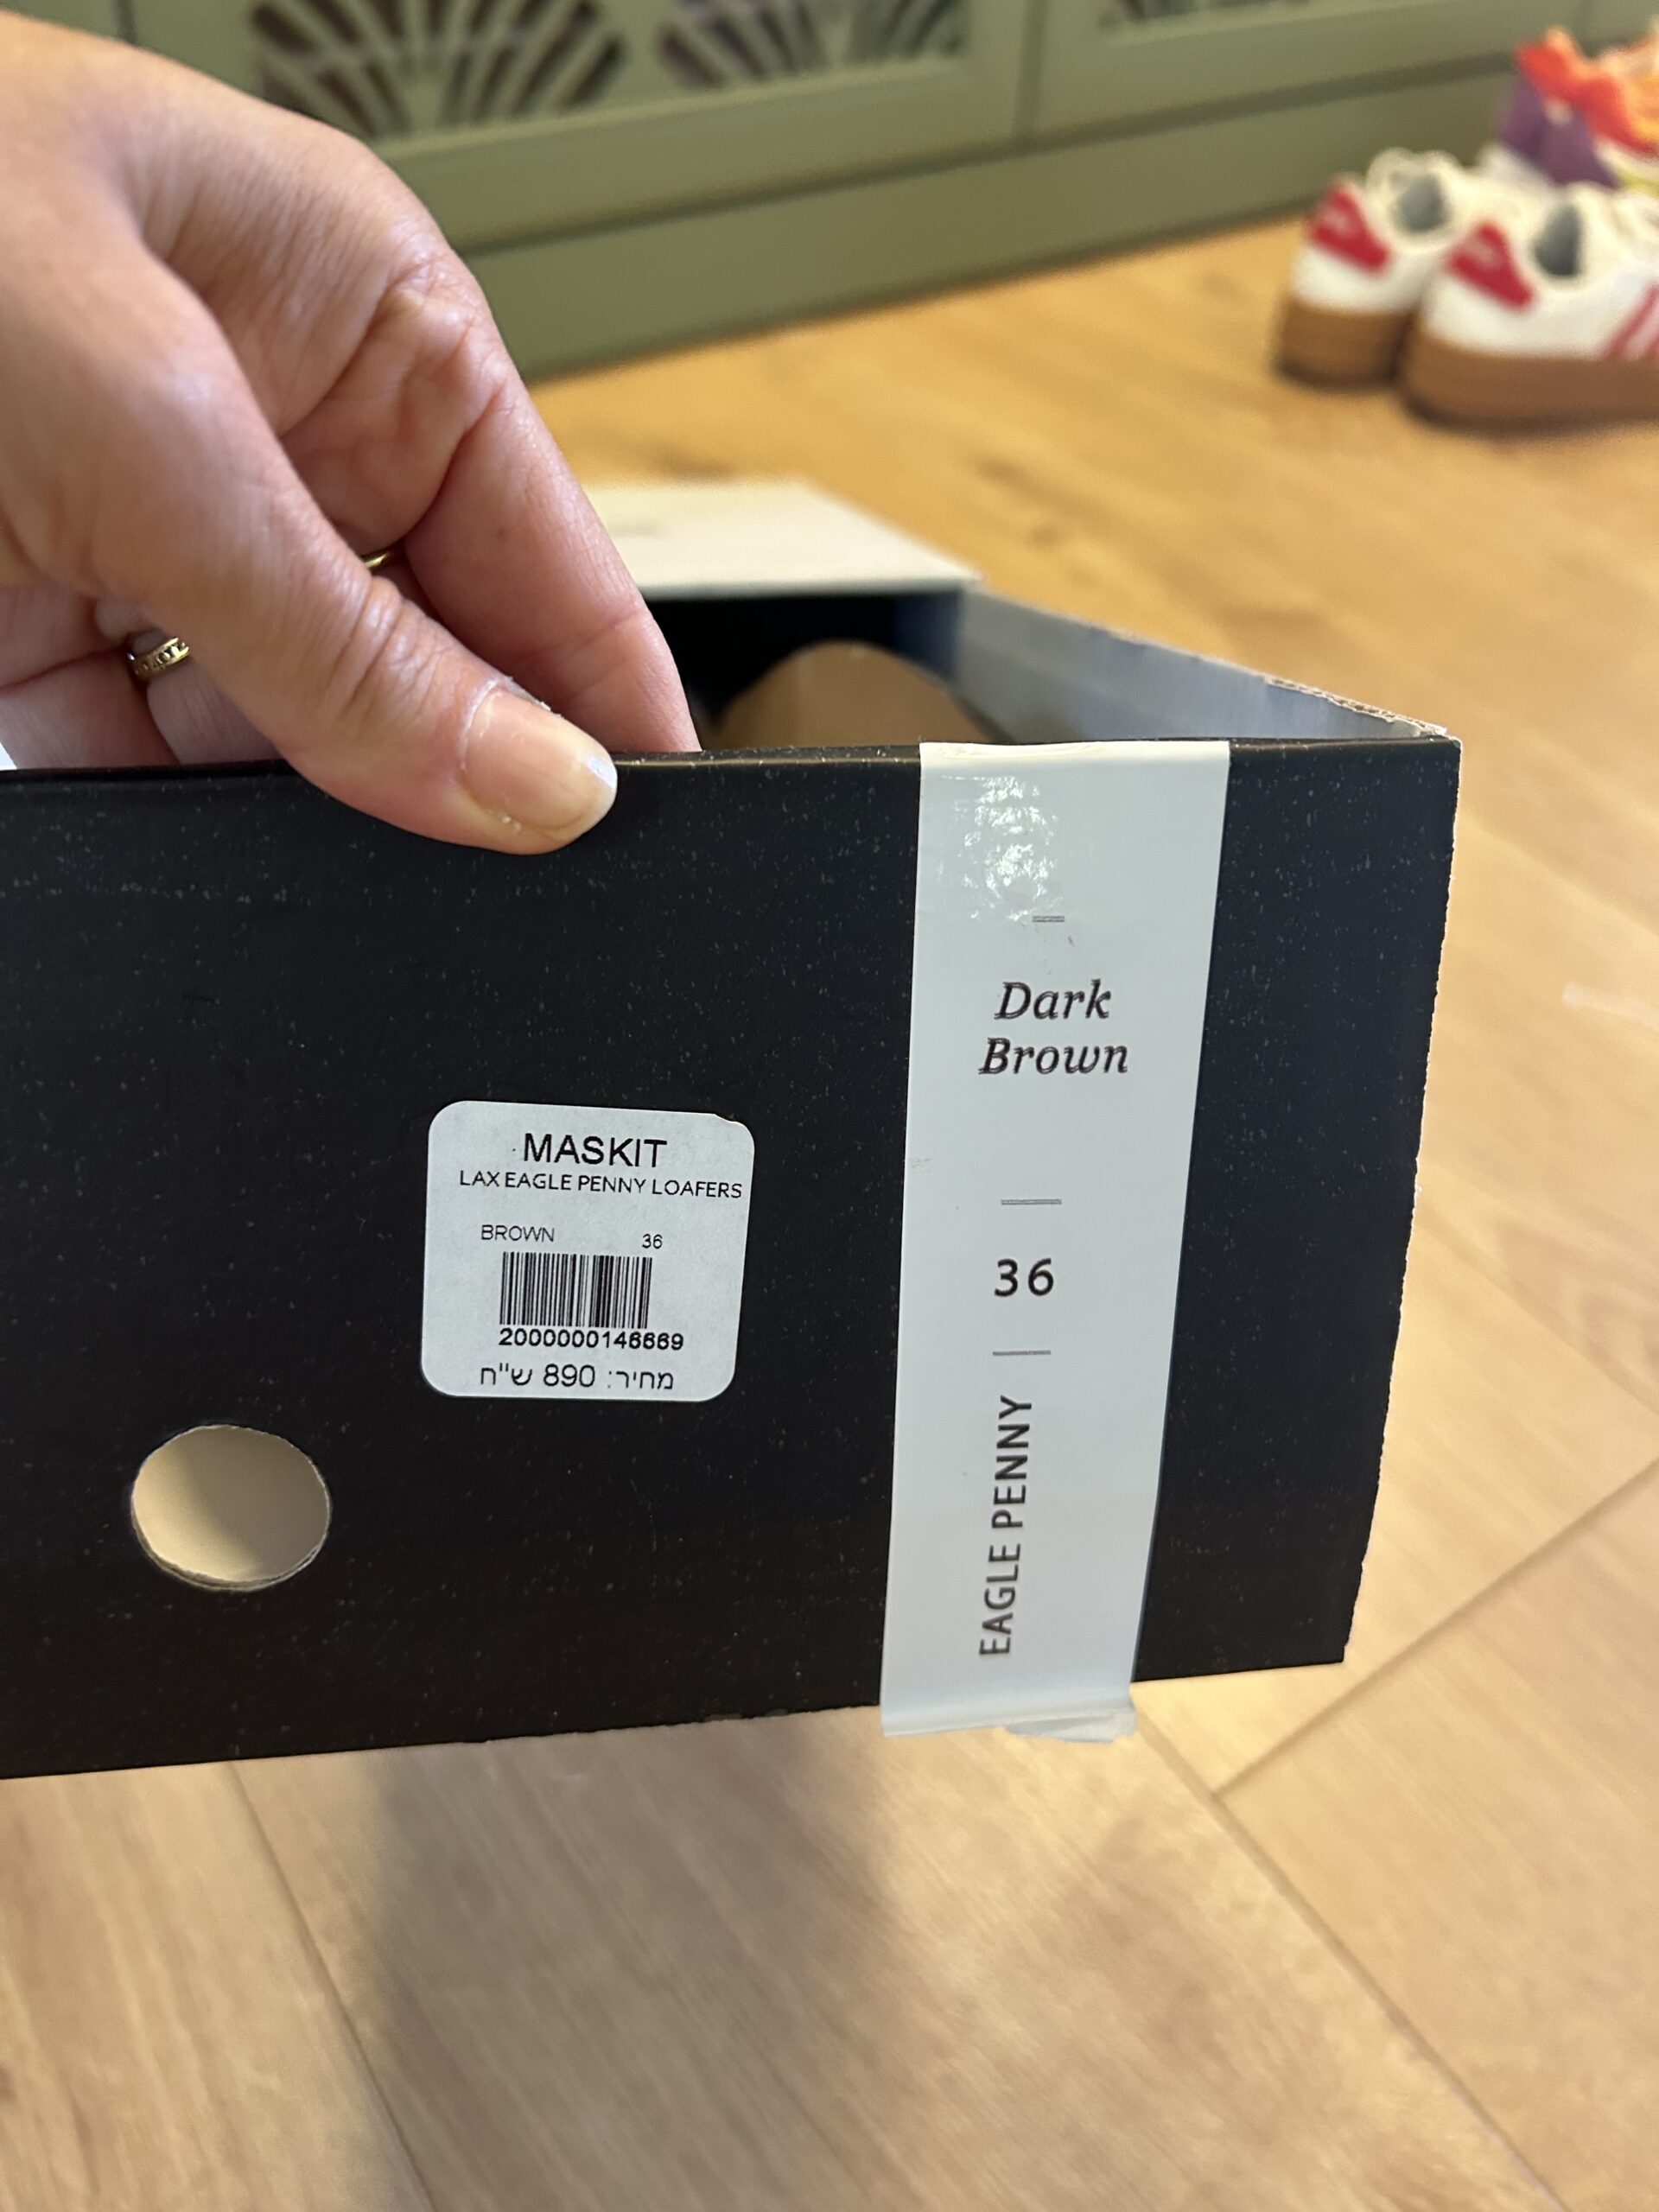 MASKIT
LAX EAGLE PENNY LOAFERS
BROWN 36
2000000146669
מחיר: 890 ש"ח
Dark
Brown
36
EAGLE PENNY